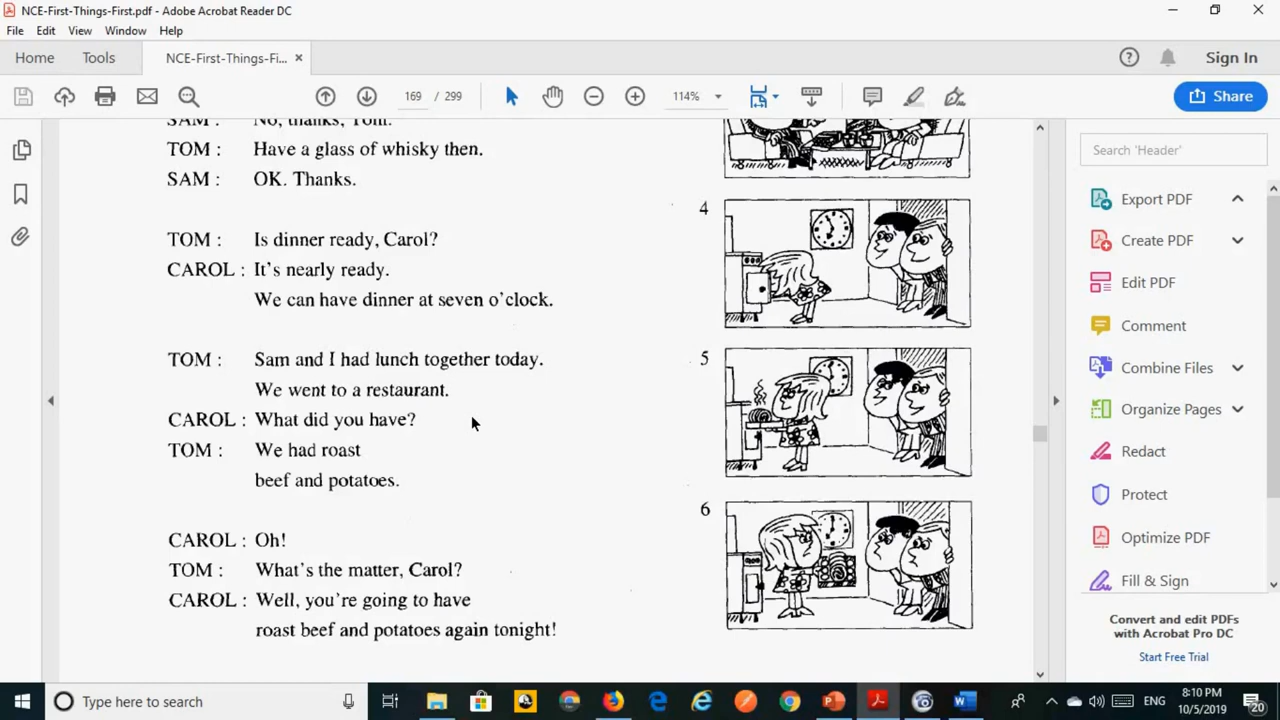 NCE-First-Things-First.pdf - Adobe Acrobat Reader DC
File Edit View Window Help
Home Tools NCE-First-Things-Fi... × Sign In
169 / 299 114% Share
SAM : No, thanks, Tom.
TOM : Have a glass of whisky then.
SAM : OK. Thanks.
4
TOM : Is dinner ready, Carol?
CAROL : It's nearly ready.
We can have dinner at seven o'clock.
5
TOM : Sam and I had lunch together today.
We went to a restaurant.
CAROL : What did you have?
TOM : We had roast
beef and potatoes.
6
CAROL : Oh!
TOM : What's the matter, Carol?
CAROL : Well, you're going to have
roast beef and potatoes again tonight!
Search 'Header'
Export PDF
Create PDF
Edit PDF
Comment
Combine Files
Organize Pages
Redact
Protect
Optimize PDF
Fill & Sign
Convert and edit PDFs
with Acrobat Pro DC
Start Free Trial
Type here to search
ENG
8:10 PM
10/5/2019
20